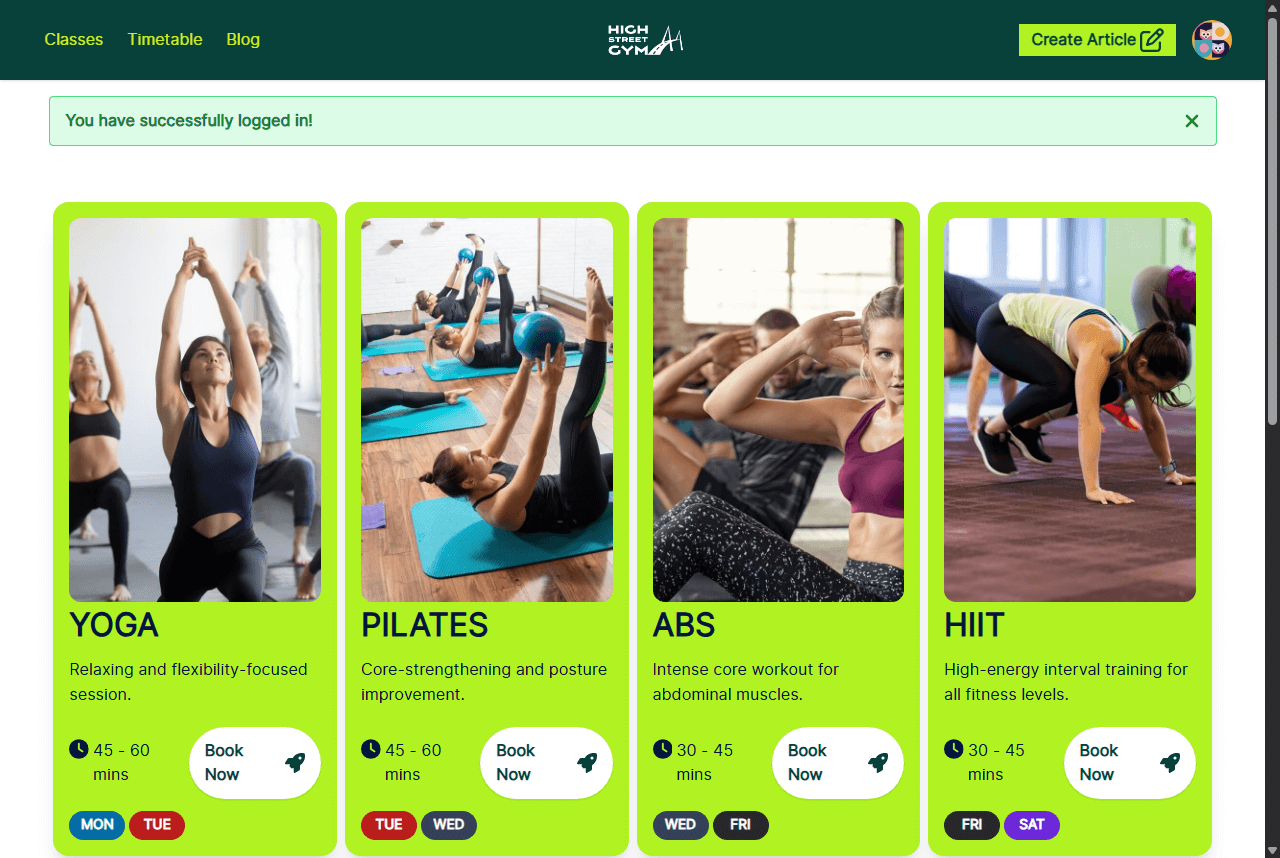 Classes
Timetable
Blog
HIGH
STREET
GYM
Create Article
You have successfully logged in!
YOGA
Relaxing and flexibility-focused
session.
45 - 60
mins
Book
Now
MON
TUE
PILATES
Core-strengthening and posture
improvement.
45 - 60
mins
Book
Now
TUE
WED
ABS
Intense core workout for
abdominal muscles.
30 - 45
mins
Book
Now
WED
FRI
HIIT
High-energy interval training for
all fitness levels.
30 - 45
mins
Book
Now
FRI
SAT